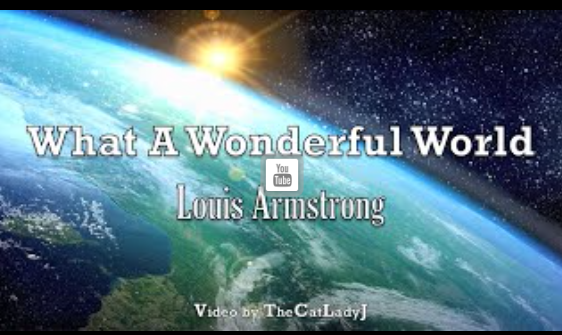 What A Wonderful World
You
Tube
Louis Armstrong
Video by TheCatLadyJ